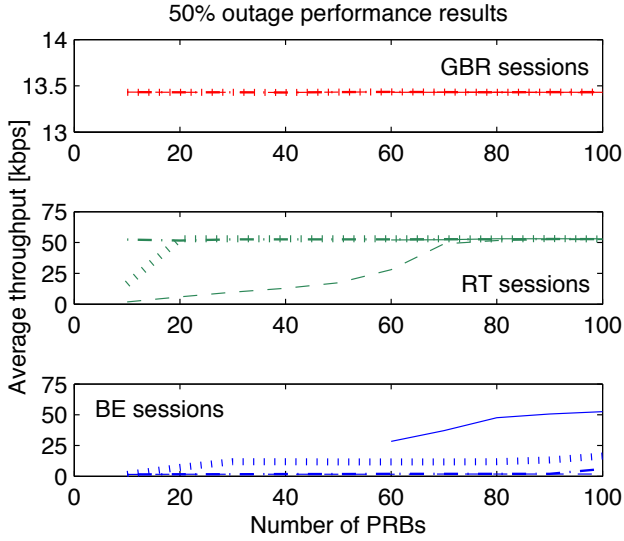 50% outage performance results
Average throughput [kbps]
14
13.5
13
GBR sessions
0 20 40 60 80 100
75
50
25
0
RT sessions
0 20 40 60 80 100
75
50
25
0
BE sessions
0 20 40 60 80 100
Number of PRBs